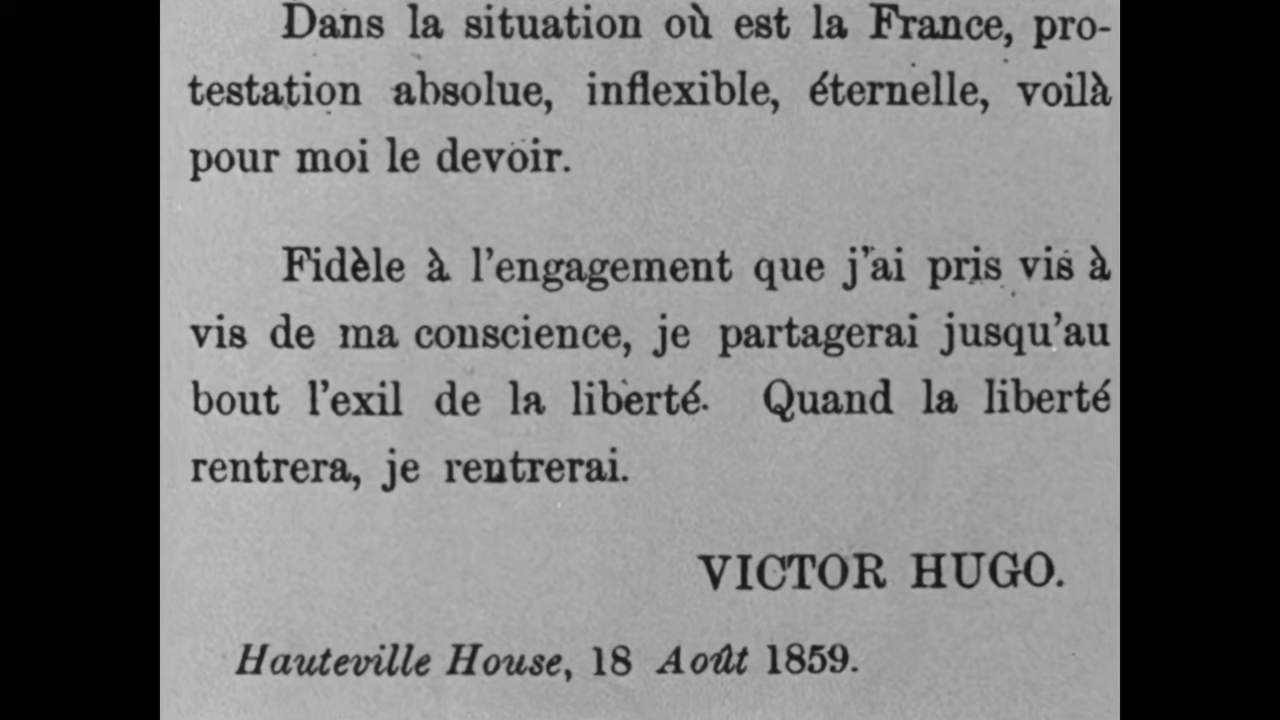 Dans la situation où est la France, pro-
testation absolue, inflexible, éternelle, voilà
pour moi le devoir.
Fidèle à l'engagement que j'ai pris vis à
vis de ma conscience, je partagerai jusqu'au
bout l'exil de la liberté. Quand la liberté
rentrera, je rentrerai.
VICTOR HUGO.
Hauteville House, 18 Août 1859.